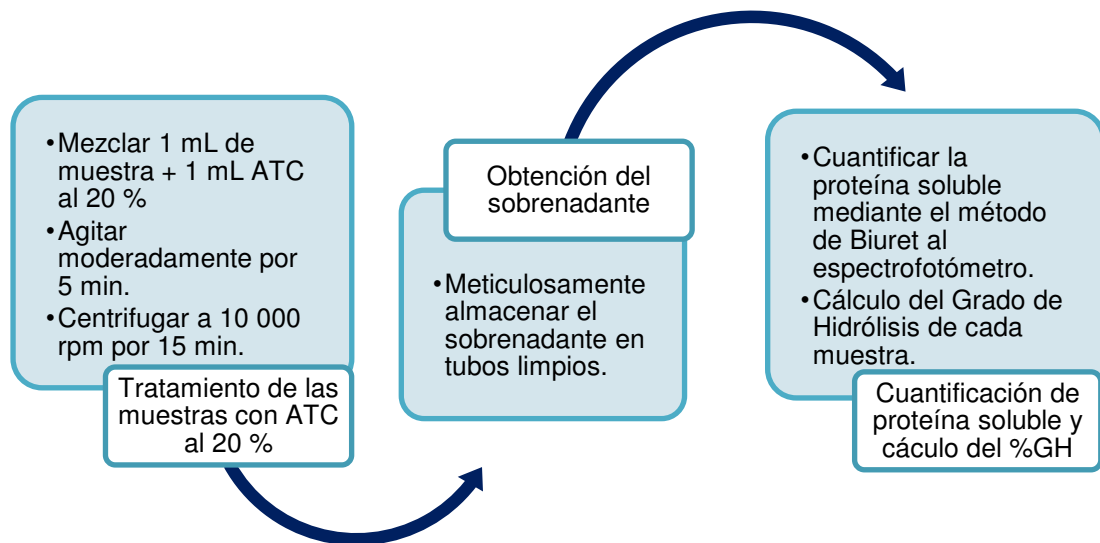 •Mezclar 1 mL de
muestra + 1 mL ATC
al 20 %
•Agitar
moderadamente por
5 min.
•Centrifugar a 10 000
rpm por 15 min.
Tratamiento de las
muestras con ATC
al 20 %
Obtención del
sobrenadante
•Meticulosamente
almacenar el
sobrenadante en
tubos limpios.
•Cuantificar la
proteína soluble
mediante el método
de Biuret al
espectrofotómetro.
•Cálculo del Grado de
Hidrólisis de cada
muestra.
Cuantificación de
proteína soluble y
cáculo del %GH